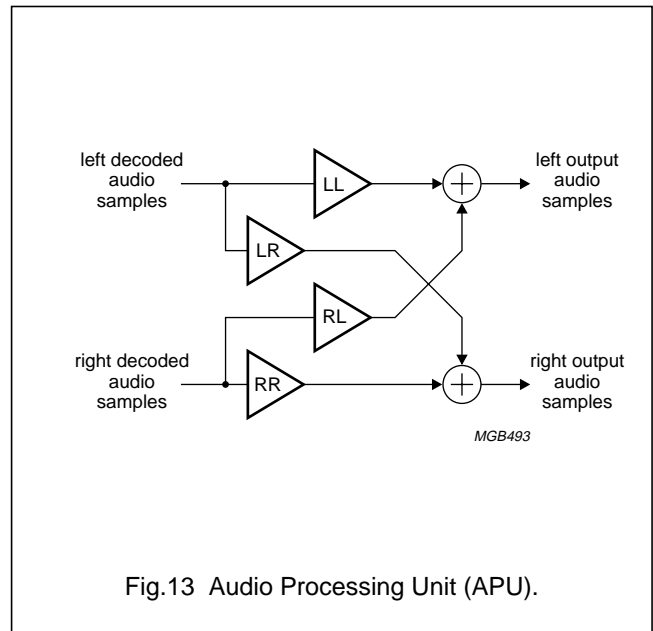 left decoded
audio
samples
LL
left output
audio
samples
LR
RL
right decoded
audio
samples
RR
right output
audio
samples
MGB493
Fig.13 Audio Processing Unit (APU).